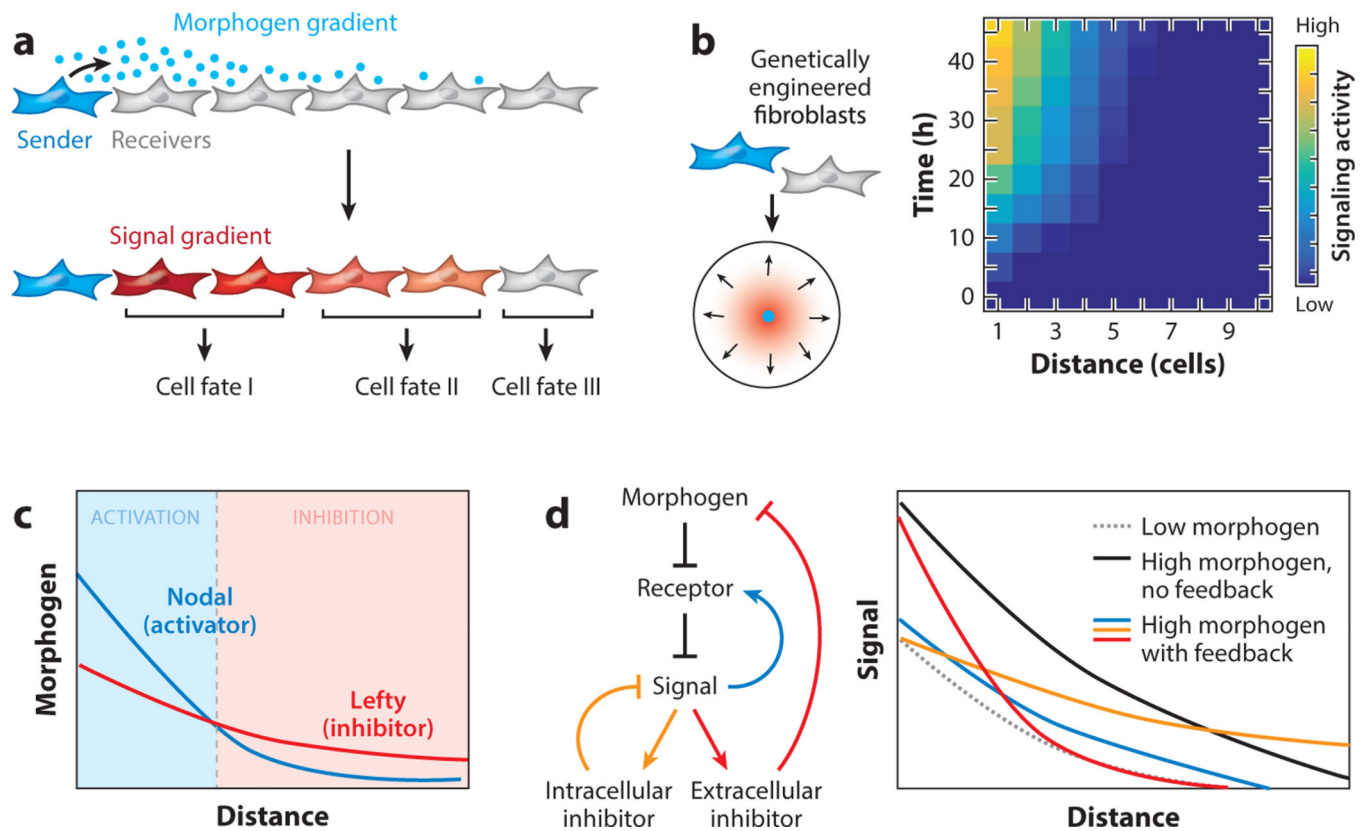 a
Morphogen gradient
Sender
Receivers
Signal gradient
Cell fate I
Cell fate II
Cell fate III
b
Genetically
engineered
fibroblasts
Time (h)
40
30
20
10
0
1
3
5
7
9
Distance (cells)
High
Low
Signaling activity
c
ACTIVATION
INHIBITION
Nodal
(activator)
Lefty
(inhibitor)
Morphogen
Distance
d
Morphogen
Receptor
Signal
Intracellular
inhibitor
Extracellular
inhibitor
Signal
Low morphogen
High morphogen,
no feedback
High morphogen
with feedback
Distance